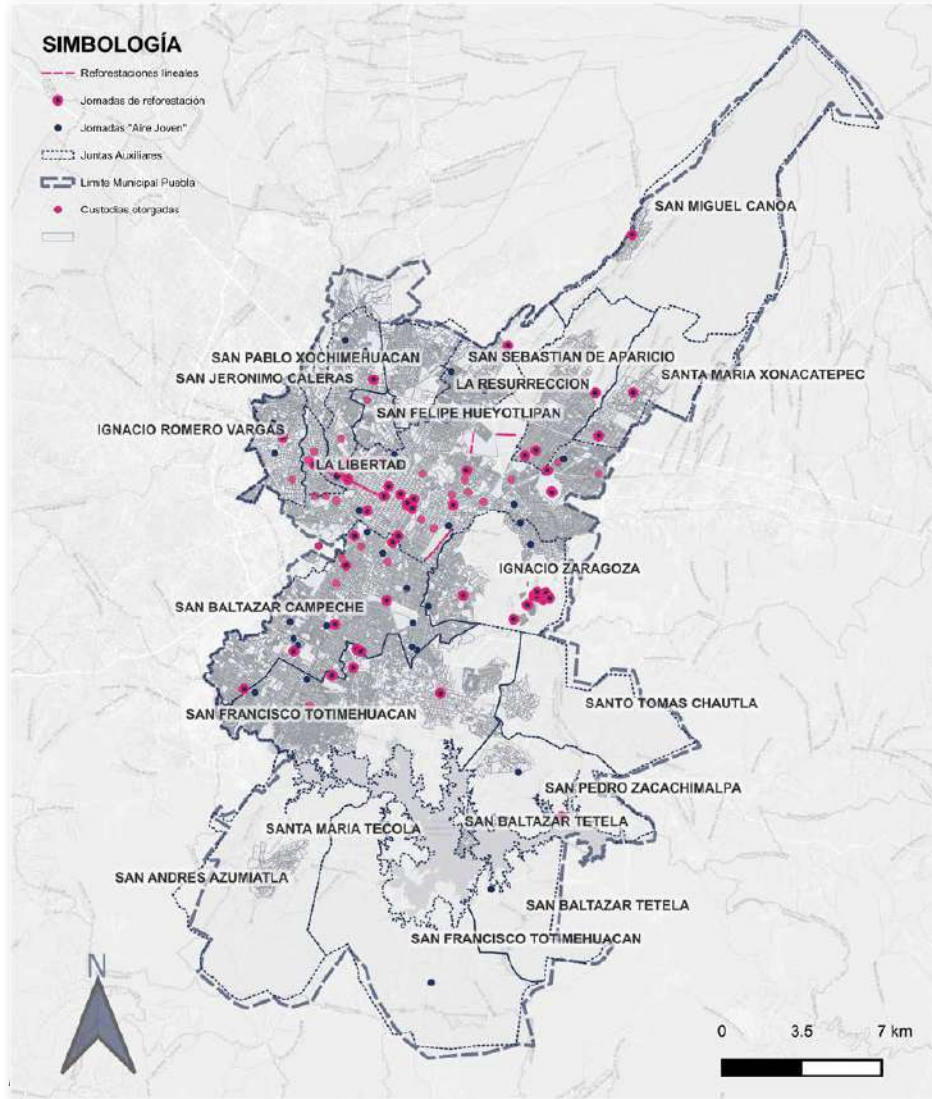 SIMBOLOGÍA
Reforestaciones lineales
Jornadas de reforestación
Jornadas "Aire Joven"
Juntas Auxiliares
Límite Municipal Puebla
Custodias otorgadas
SAN MIGUEL CANOA
SAN PABLO XOCHIMEHUACAN
SAN SEBASTIAN DE APARICIO
SAN JERONIMO CALERAS
LA RESURRECCION
SANTA MARIA XONACATEPEC
SAN FELIPE HUEYOTLIPAN
IGNACIO ROMERO VARGAS
LA LIBERTAD
IGNACIO ZARAGOZA
SAN BALTAZAR CAMPECHE
SANTO TOMAS CHAUTLA
SAN FRANCISCO TOTIMEHUACAN
SAN PEDRO ZACACHIMALPA
SANTA MARIA TECOLA
SAN BALTAZAR TETELA
SAN ANDRES AZUMIATLA
SAN BALTAZAR TETELA
SAN FRANCISCO TOTIMEHUACAN
N
0 3.5 7 km